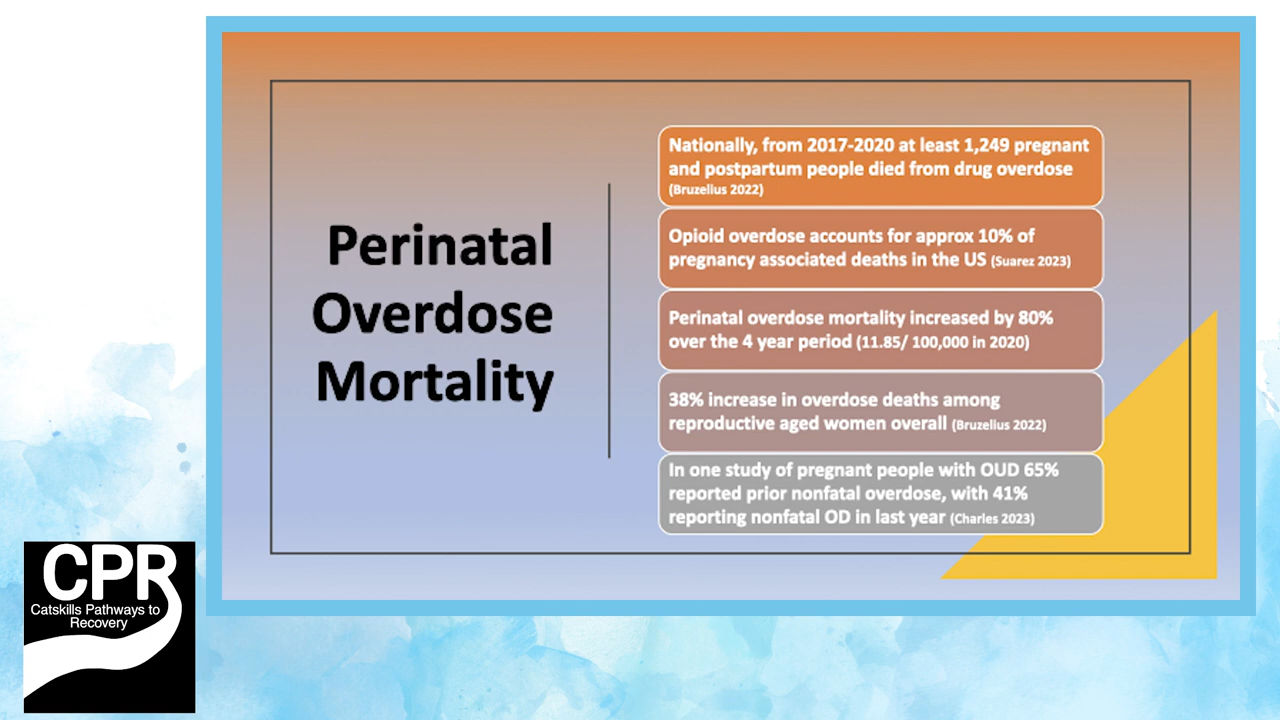 Perinatal
Overdose
Mortality
Nationally, from 2017-2020 at least 1,249 pregnant
and postpartum people died from drug overdose
(Bruzelius 2022)
Opioid overdose accounts for approx 10% of
pregnancy associated deaths in the US (Suarez 2023)
Perinatal overdose mortality increased by 80%
over the 4 year period (11.85/ 100,000 in 2020)
38% increase in overdose deaths among
reproductive aged women overall (Bruzelius 2022)
In one study of pregnant people with OUD 65%
reported prior nonfatal overdose, with 41%
reporting nonfatal OD in last year (Charles 2023)
CPR
Catskills Pathways to
Recovery